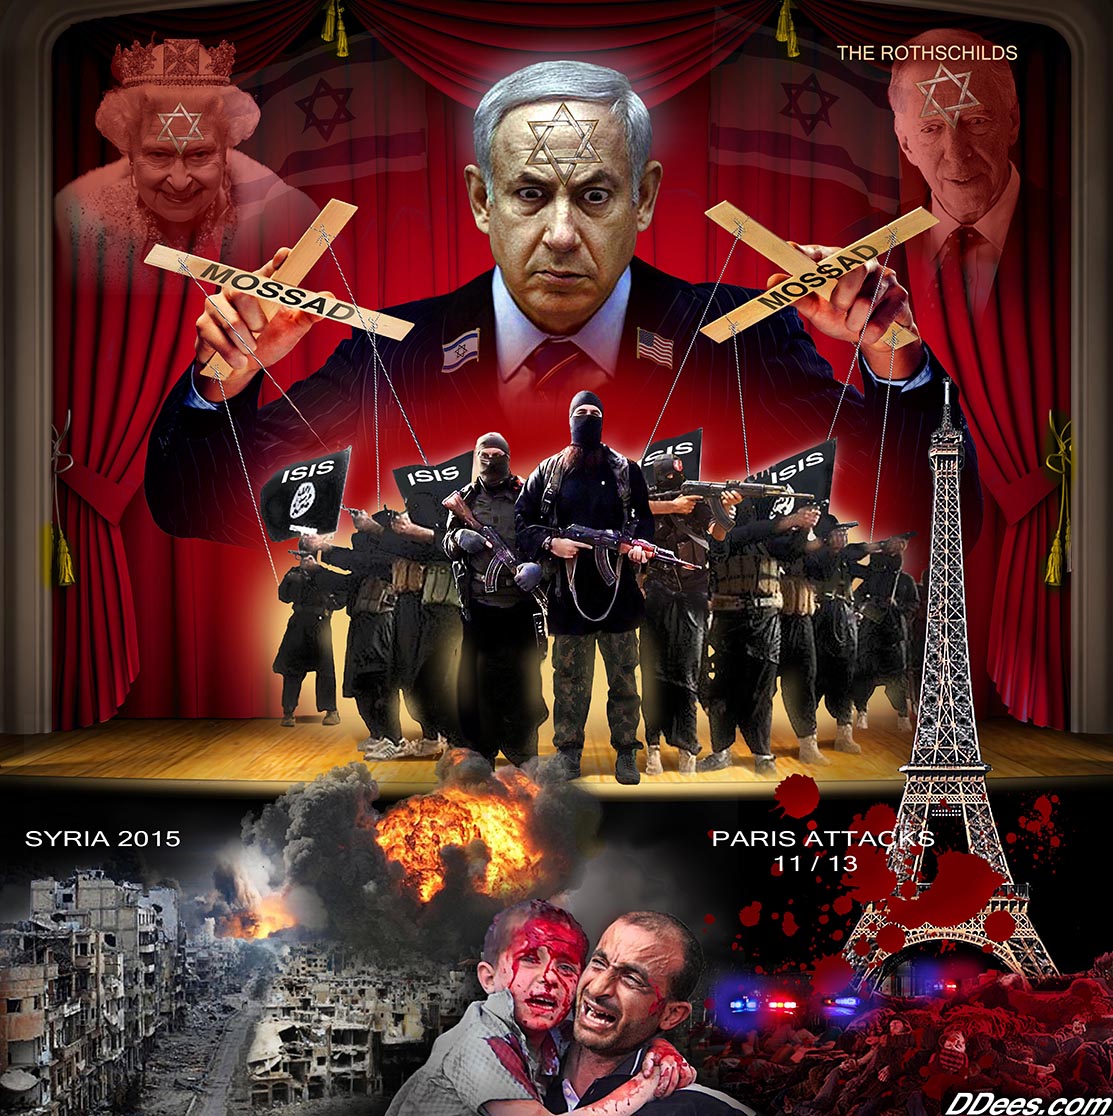 THE ROTHSCHILDS
MOSSAD
MOSSAD
ISIS
ISIS
ISIS
ISIS
SYRIA 2015
PARIS ATTACKS
11 / 13
DDees.com